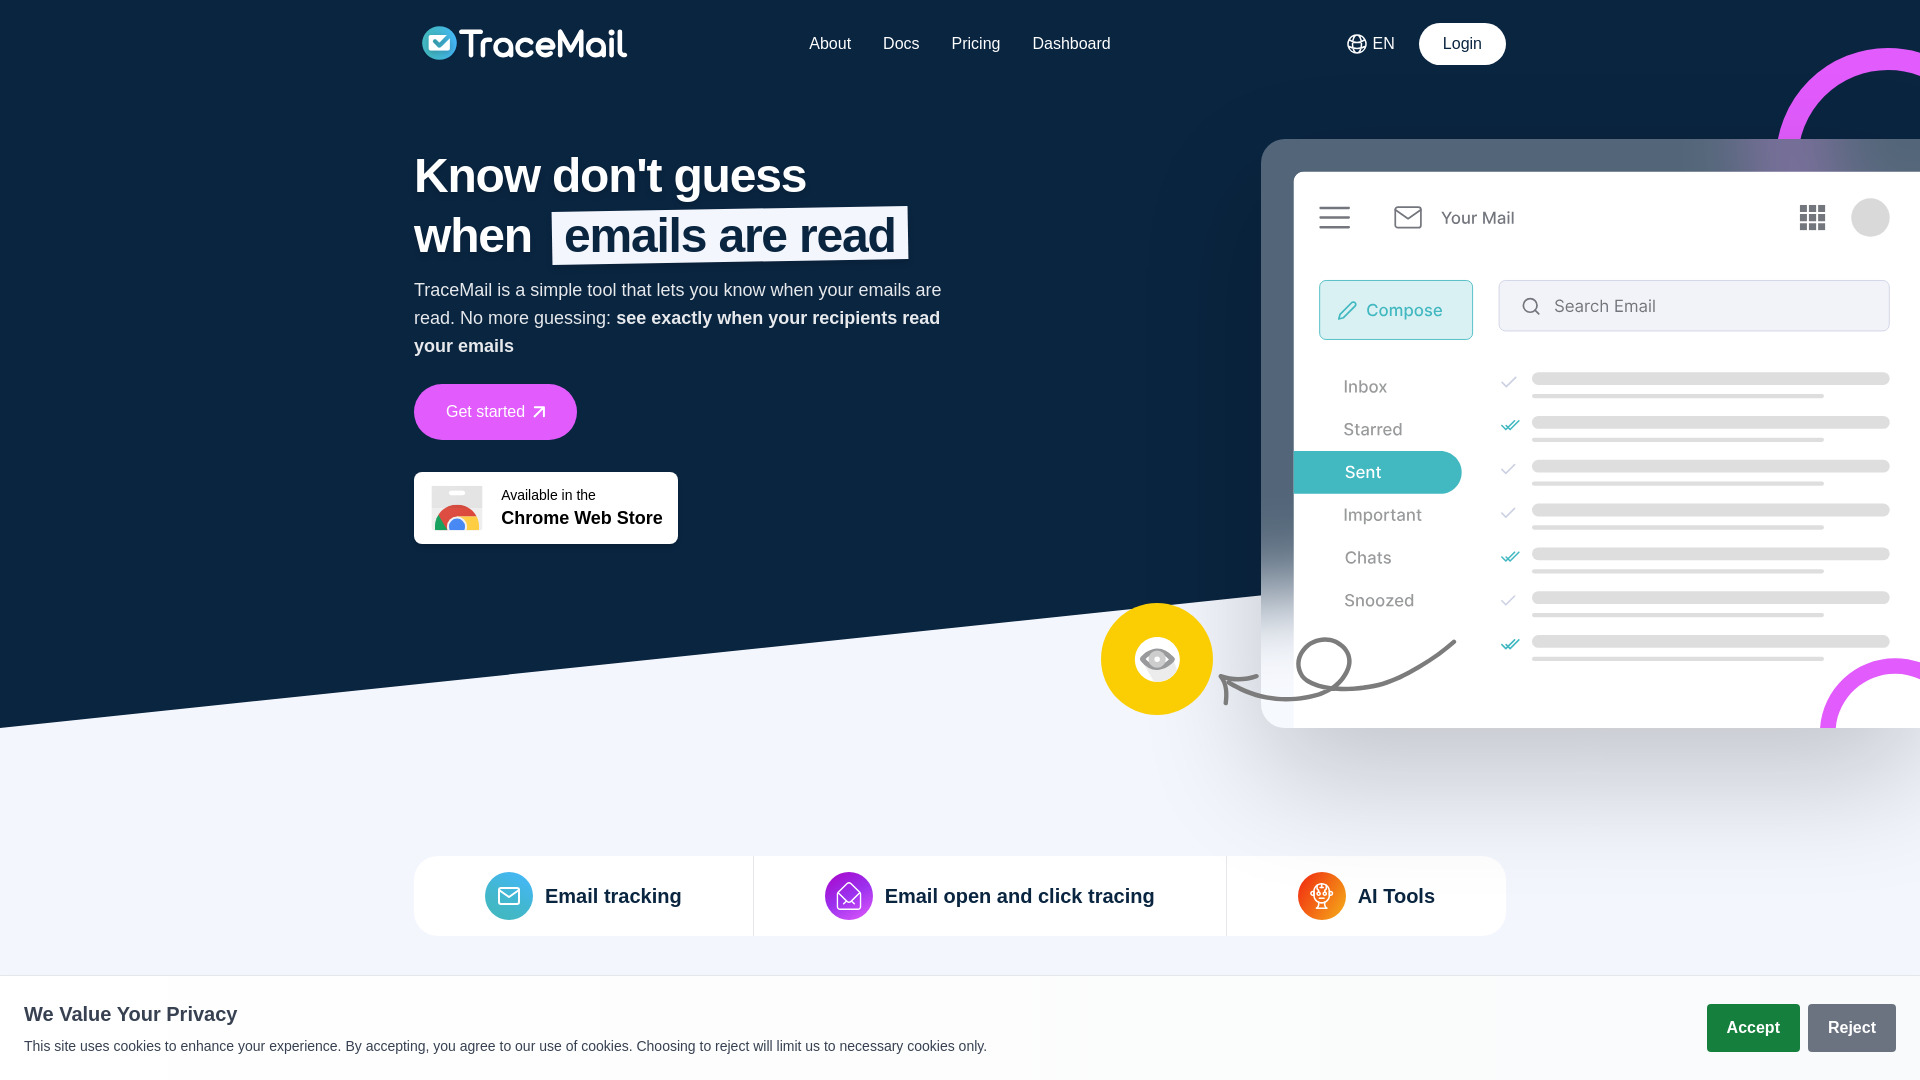 TraceMail
About
Docs
Pricing
Dashboard
EN
Login
Know don't guess
when emails are read
TraceMail is a simple tool that lets you know when your emails are
read. No more guessing: see exactly when your recipients read
your emails
Get started
Available in the
Chrome Web Store
Your Mail
Compose
Search Email
Inbox
Starred
Sent
Important
Chats
Snoozed
Email tracking
Email open and click tracing
AI Tools
We Value Your Privacy
This site uses cookies to enhance your experience. By accepting, you agree to our use of cookies. Choosing to reject will limit us to necessary cookies only.
Accept
Reject